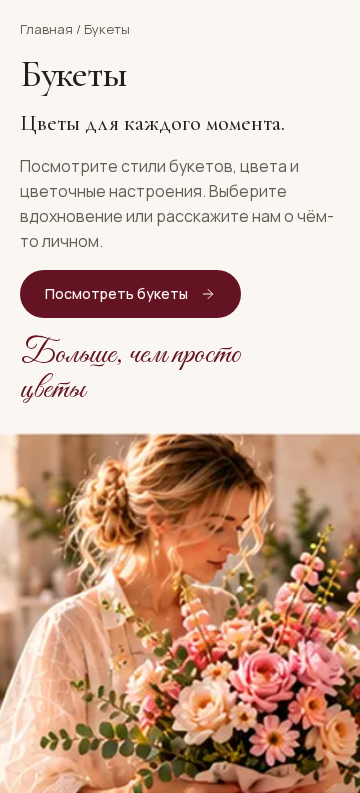 Главная / Букеты
Букеты
Цветы для каждого момента.
Посмотрите стили букетов, цвета и
цветочные настроения. Выберите
вдохновение или расскажите нам о чём-
то личном.
Посмотреть букеты →
Больше, чем просто
цветы